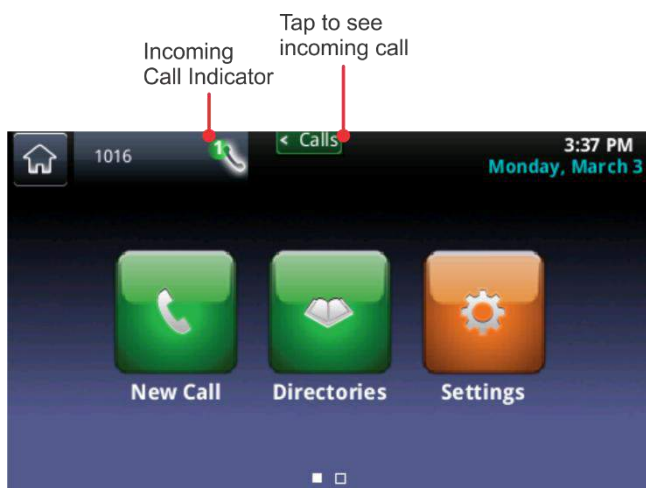 Tap to see
incoming call
Incoming
Call Indicator
1016
1
< Calls
3:37 PM
Monday, March 3
New Call
Directories
Settings